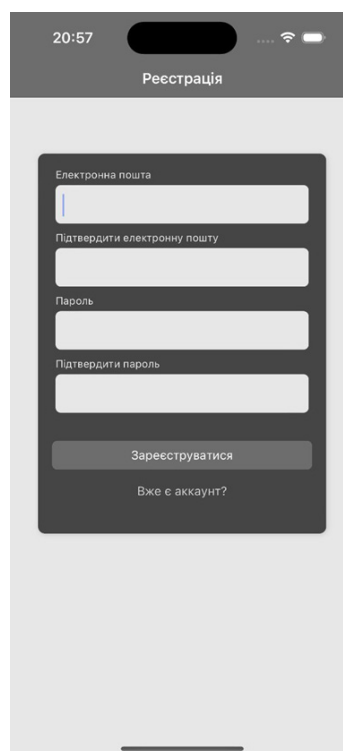 20:57
Реєстрація
Електронна пошта
Підтвердити електронну пошту
Пароль
Підтвердити пароль
Зареєструватися
Вже є аккаунт?